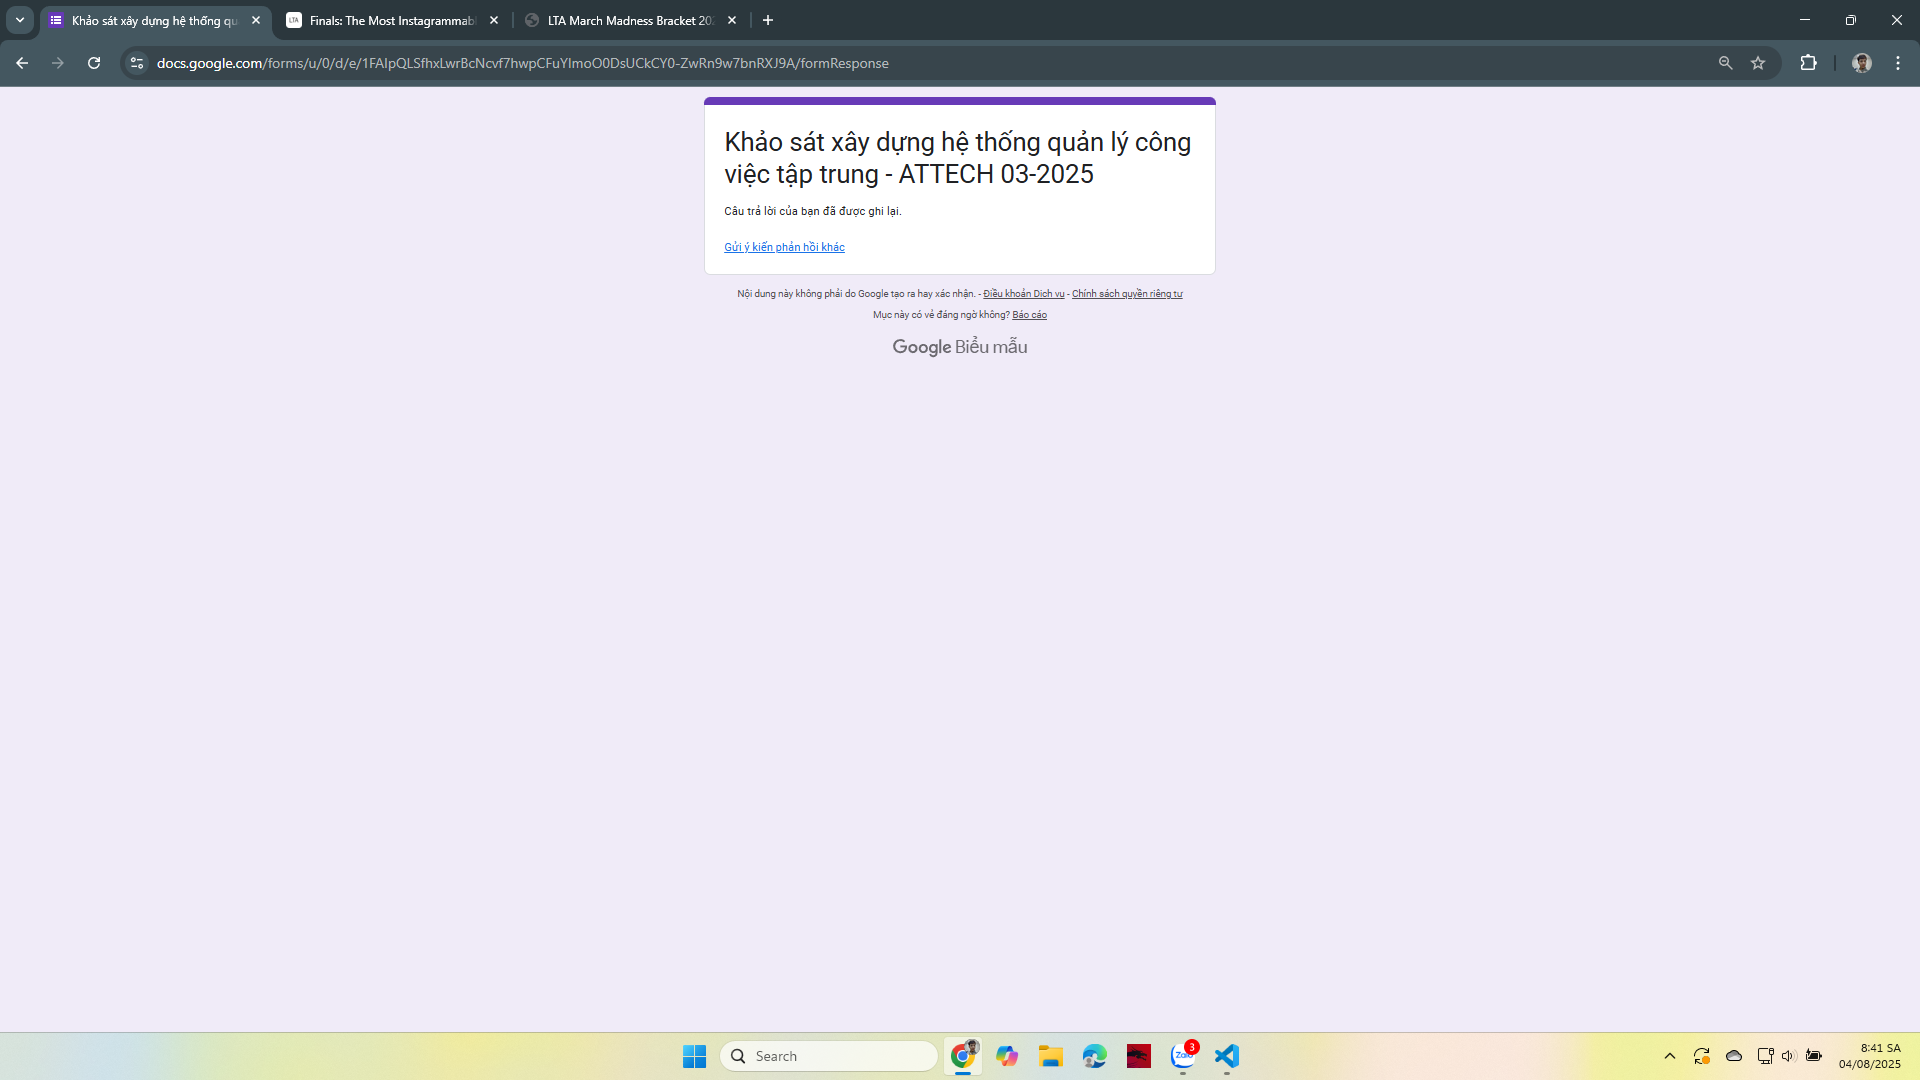 Khảo sát xây dựng hệ thống qu
Finals: The Most Instagrammabl
LTA March Madness Bracket 202
docs.google.com/forms/u/0/d/e/1FAIpQLSfhxLwrBcNcvf7hwpCFuYImoO0DsUCkCY0-ZwRn9w7bnRXJ9A/formResponse
Khảo sát xây dựng hệ thống quản lý công
việc tập trung - ATTECH 03-2025
Câu trả lời của bạn đã được ghi lại.
Gửi ý kiến phản hồi khác
Nội dung này không phải do Google tạo ra hay xác nhận. - Điều khoản Dịch vụ - Chính sách quyền riêng tư
Mục này có vẻ đáng ngờ không? Báo cáo
Google Biểu mẫu
Search
Zalo
3
8:41 SA
04/08/2025